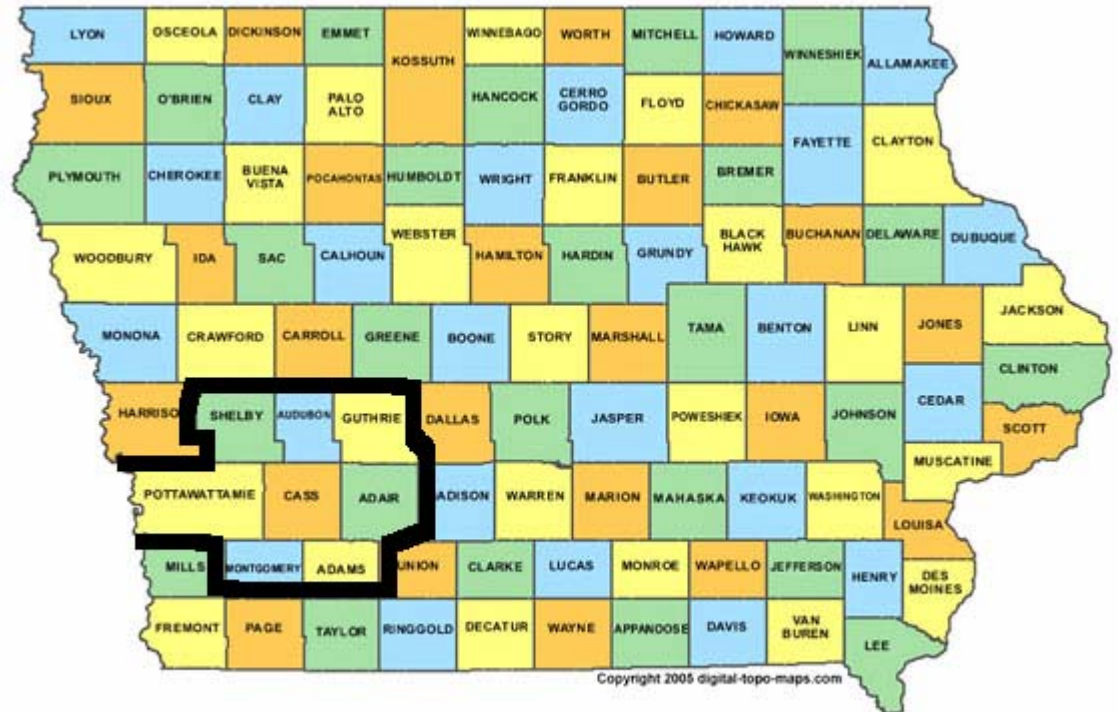 LYON OSCEOLA DICKINSON EMMET KOSSUTH WINNEBAGO WORTH MITCHELL HOWARD WINNESHIEK ALLAMAKEE
SIOUX O'BRIEN CLAY PALO ALTO HANCOCK CERRO GORDO FLOYD CHICKASAW FAYETTE CLAYTON
PLYMOUTH CHEROKEE BUENA VISTA POCAHONTAS HUMBOLDT WRIGHT FRANKLIN BUTLER BREMER
WOODBURY IDA SAC CALHOUN WEBSTER HAMILTON HARDIN GRUNDY BLACK HAWK BUCHANAN DELAWARE DUBUQUE
MONONA CRAWFORD CARROLL GREENE BOONE STORY MARSHALL TAMA BENTON LINN JONES JACKSON
CLINTON
HARRISO SHELBY AUDUBON GUTHRIE DALLAS POLK JASPER POWESHIEK IOWA JOHNSON CEDAR SCOTT
MUSCATINE
POTTAWATTAMIE CASS ADAIR ADISON WARREN MARION MAHASKA KEOKUK WASHINGTON LOUISA
MILLS MONTGOMERY ADAMS UNION CLARKE LUCAS MONROE WAPELLO JEFFERSON HENRY DES MOINES
FREMONT PAGE TAYLOR RINGGOLD DECATUR WAYNE APPANOOSE DAVIS VAN BUREN LEE
Copyright 2005 digital-topo-maps.com